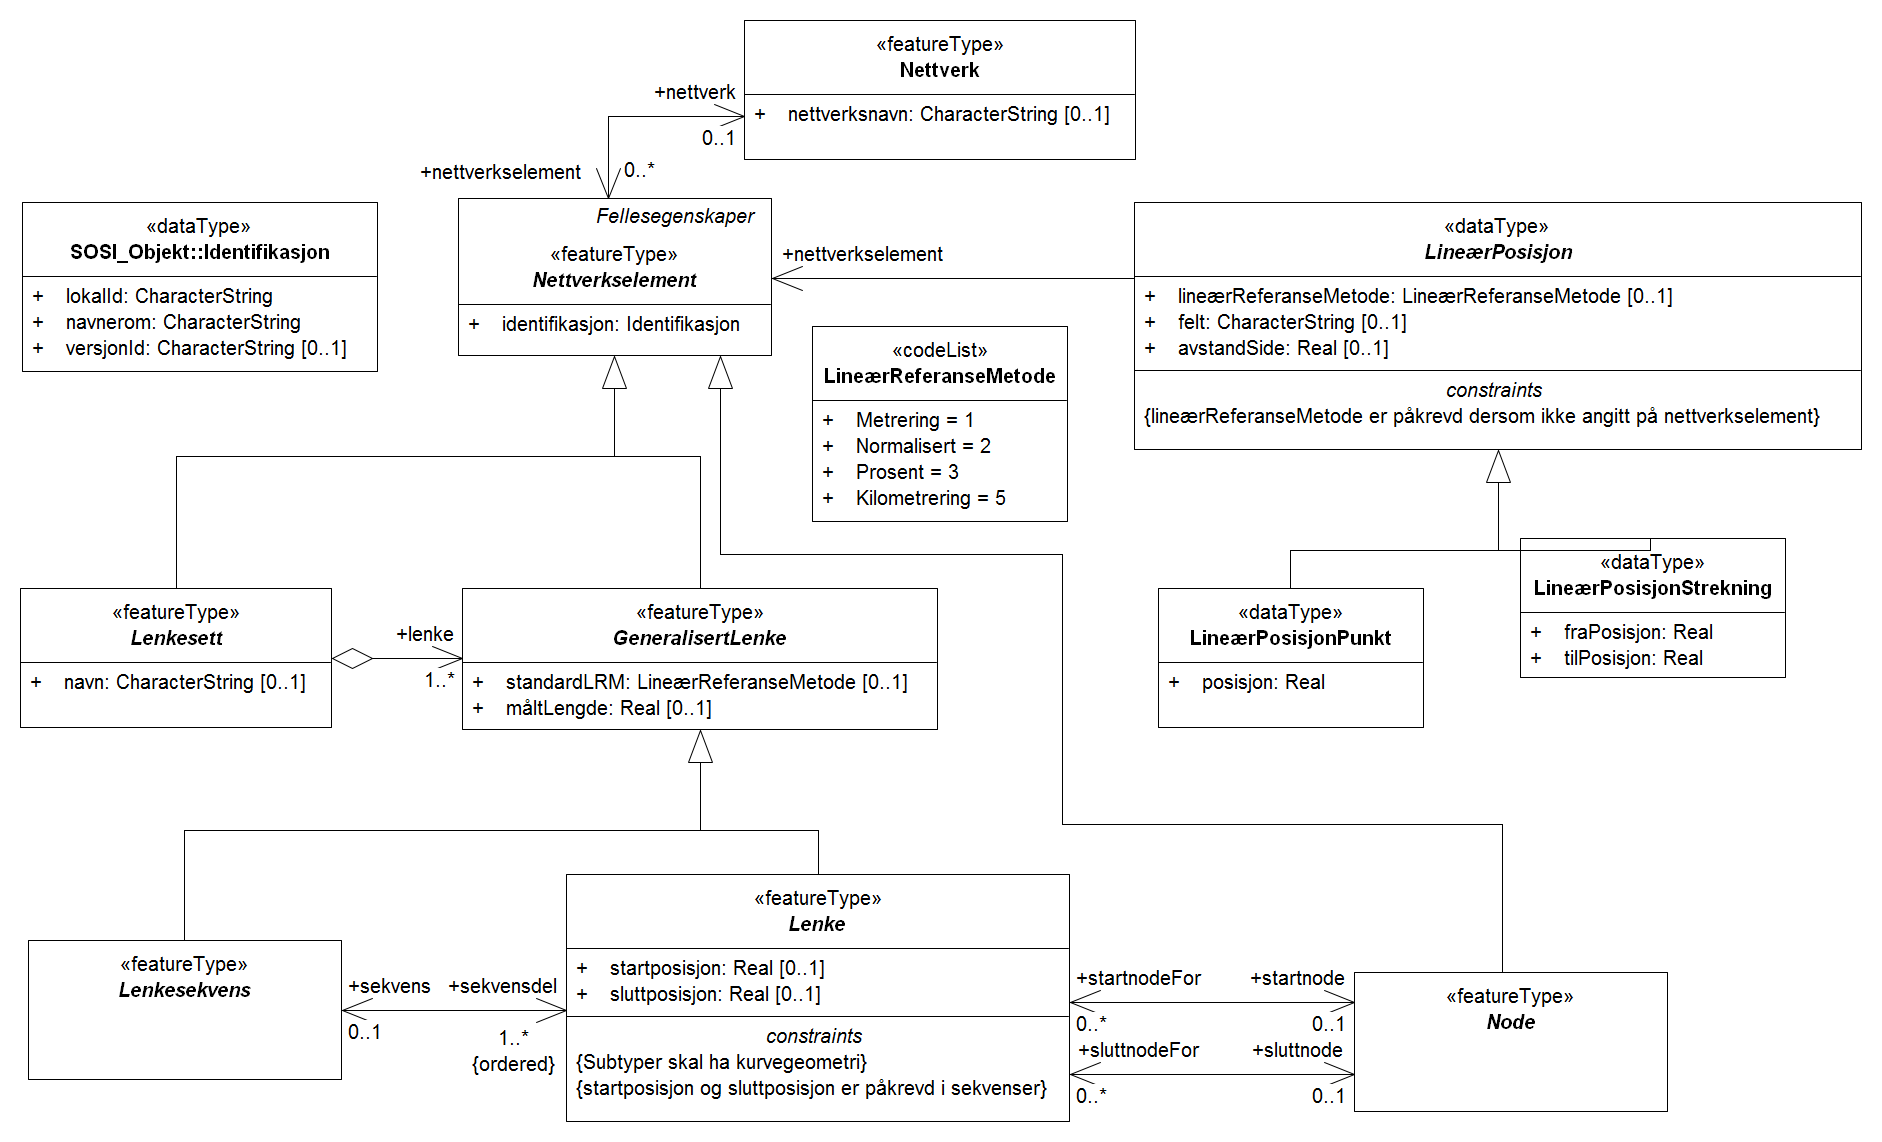 «featureType»
Nettverk
+ nettverksnavn: CharacterString [0..1]
+nettverk
0..1
+nettverkselement
0..*
«dataType»
SOSI_Objekt::Identifikasjon
+ lokalId: CharacterString
+ navnerom: CharacterString
+ versjonId: CharacterString [0..1]
Fellesegenskaper
«featureType»
Nettverkselement
+ identifikasjon: Identifikasjon
+nettverkselement
«dataType»
LineærPosisjon
+ lineærReferanseMetode: LineærReferanseMetode [0..1]
+ felt: CharacterString [0..1]
+ avstandSide: Real [0..1]
constraints
{lineærReferanseMetode er påkrevd dersom ikke angitt på nettverkselement}
«codeList»
LineærReferanseMetode
+ Metrering = 1
+ Normalisert = 2
+ Prosent = 3
+ Kilometrering = 5
«featureType»
Lenkesett
+ navn: CharacterString [0..1]
+lenke
1..*
«featureType»
GeneralisertLenke
+ standardLRM: LineærReferanseMetode [0..1]
+ måltLengde: Real [0..1]
«dataType»
LineærPosisjonPunkt
+ posisjon: Real
«dataType»
LineærPosisjonStrekning
+ fraPosisjon: Real
+ tilPosisjon: Real
«featureType»
Lenkesekvens
+sekvens
0..1
+sekvensdel
1..*
{ordered}
«featureType»
Lenke
+ startposisjon: Real [0..1]
+ sluttposisjon: Real [0..1]
constraints
{Subtyper skal ha kurvegeometri}
{startposisjon og sluttposisjon er påkrevd i sekvenser}
+startnodeFor
0..*
+startnode
0..1
+sluttnodeFor
0..*
+sluttnode
0..1
«featureType»
Node